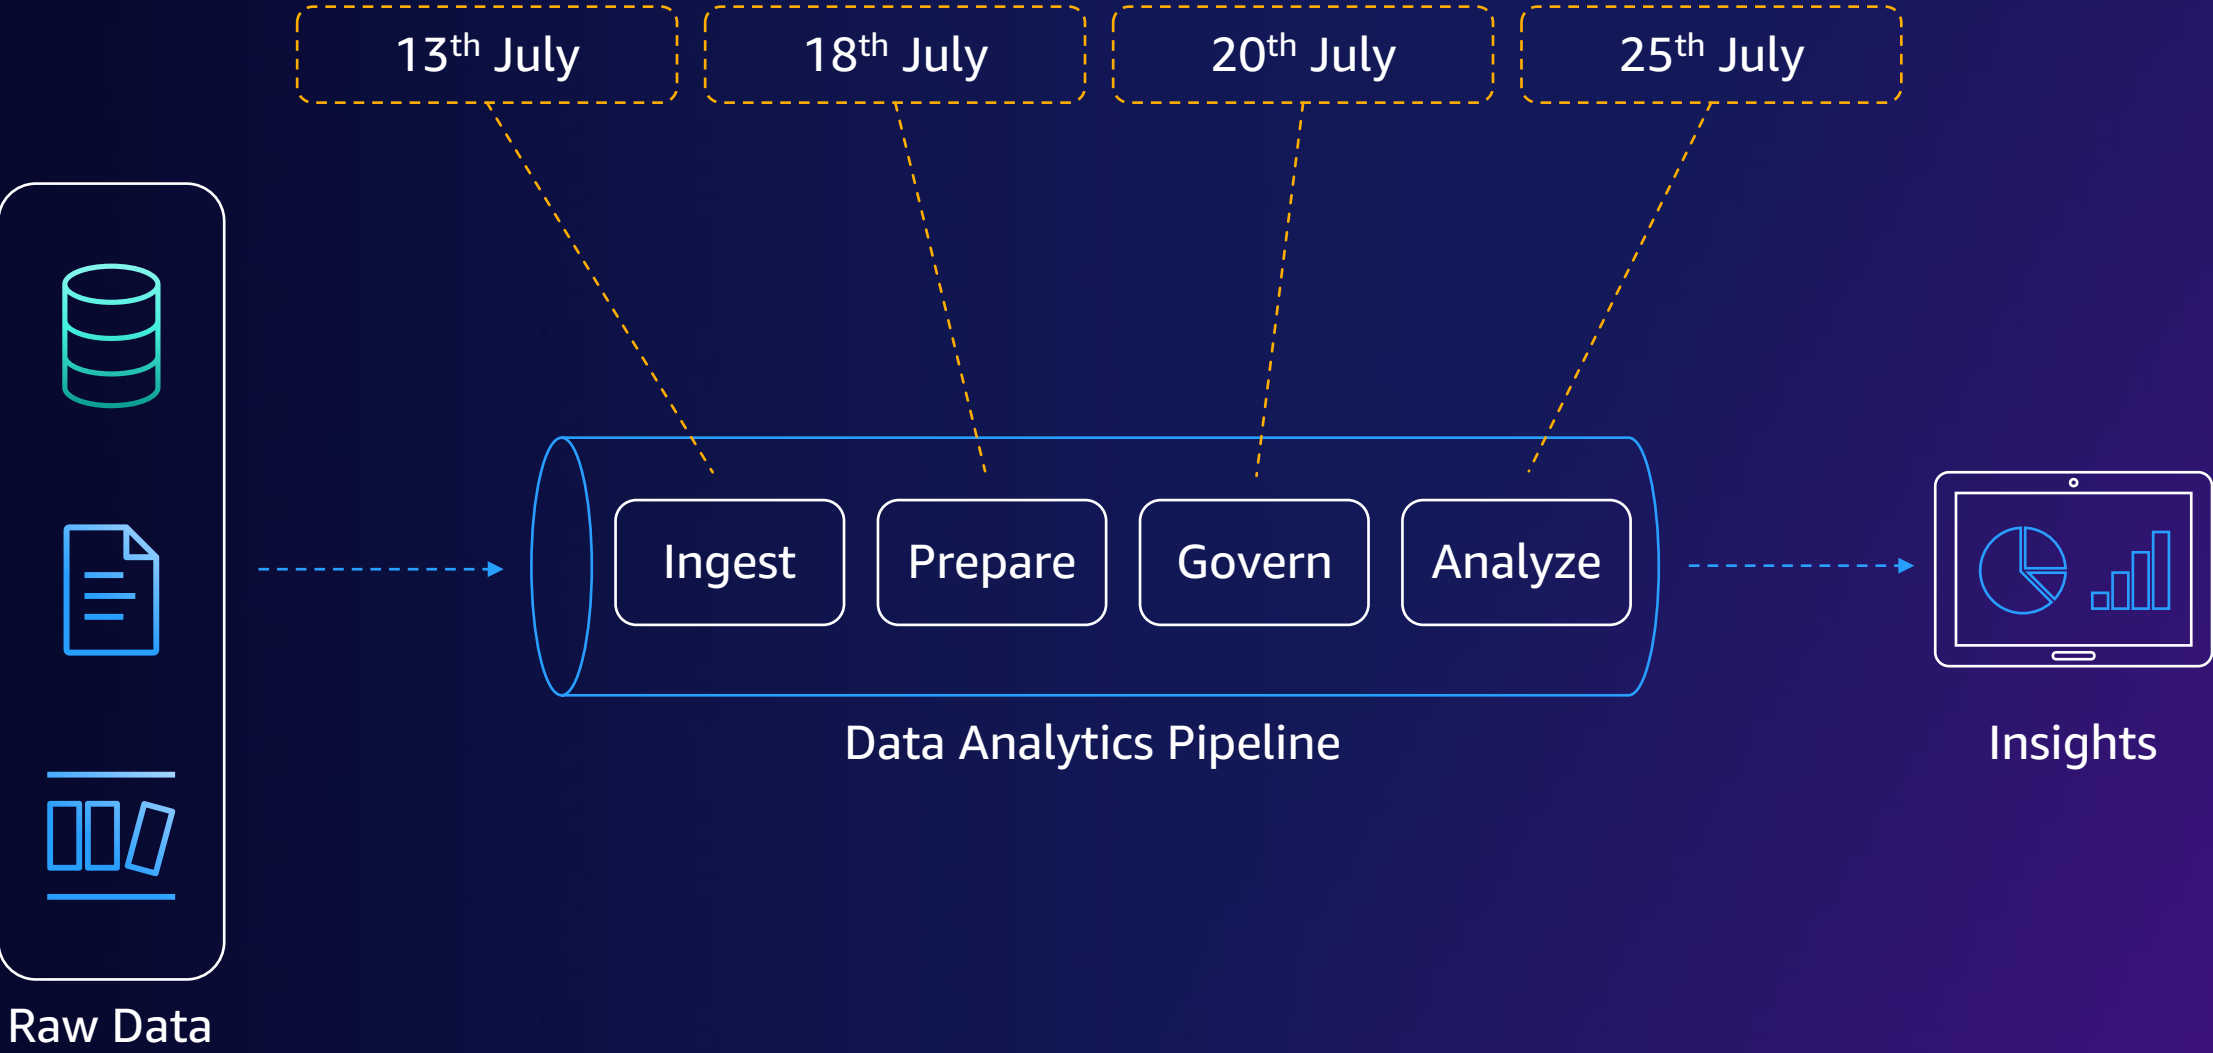 13th July
18th July
20th July
25th July
Ingest
Prepare
Govern
Analyze
Data Analytics Pipeline
Insights
Raw Data